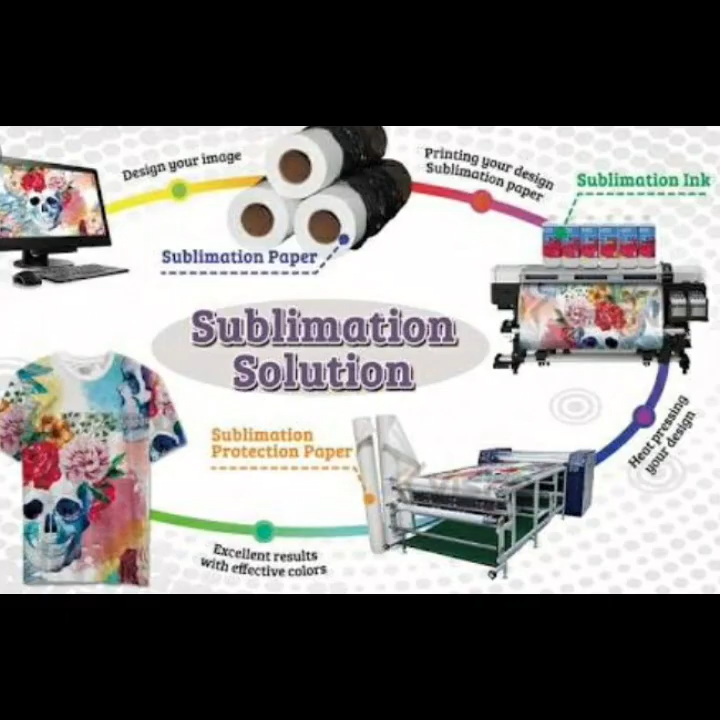 Design your image
Printing your design
Sublimation paper
Sublimation Ink
Sublimation Paper
Sublimation
Solution
Heat pressing
your design
Sublimation
Protection Paper
Excellent results
with effective colors